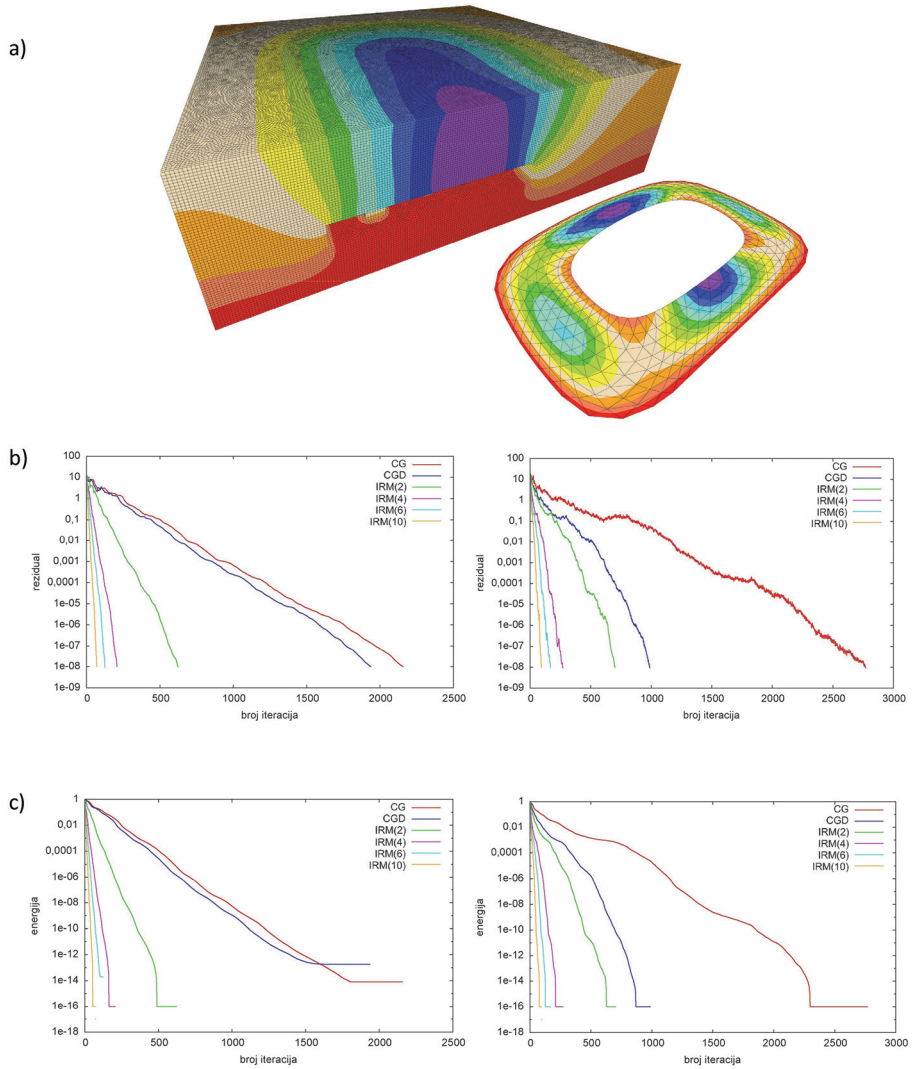 a)
b)
100
10
1
0,1
0,01
0,001
0,0001
1e-05
1e-06
1e-07
1e-08
1e-09
rezidual
0 500 1000 1500 2000 2500
broj iteracija
CG
CGD
IRM(2)
IRM(4)
IRM(6)
IRM(10)
100
10
1
0,1
0,01
0,001
0,0001
1e-05
1e-06
1e-07
1e-08
1e-09
rezidual
0 500 1000 1500 2000 2500 3000
broj iteracija
CG
CGD
IRM(2)
IRM(4)
IRM(6)
IRM(10)
c)
1
0,01
0,0001
1e-06
1e-08
1e-10
1e-12
1e-14
1e-16
1e-18
energija
0 500 1000 1500 2000 2500
broj iteracija
CG
CGD
IRM(2)
IRM(4)
IRM(6)
IRM(10)
1
0,01
0,0001
1e-06
1e-08
1e-10
1e-12
1e-14
1e-16
1e-18
energija
0 500 1000 1500 2000 2500 3000
broj iteracija
CG
CGD
IRM(2)
IRM(4)
IRM(6)
IRM(10)